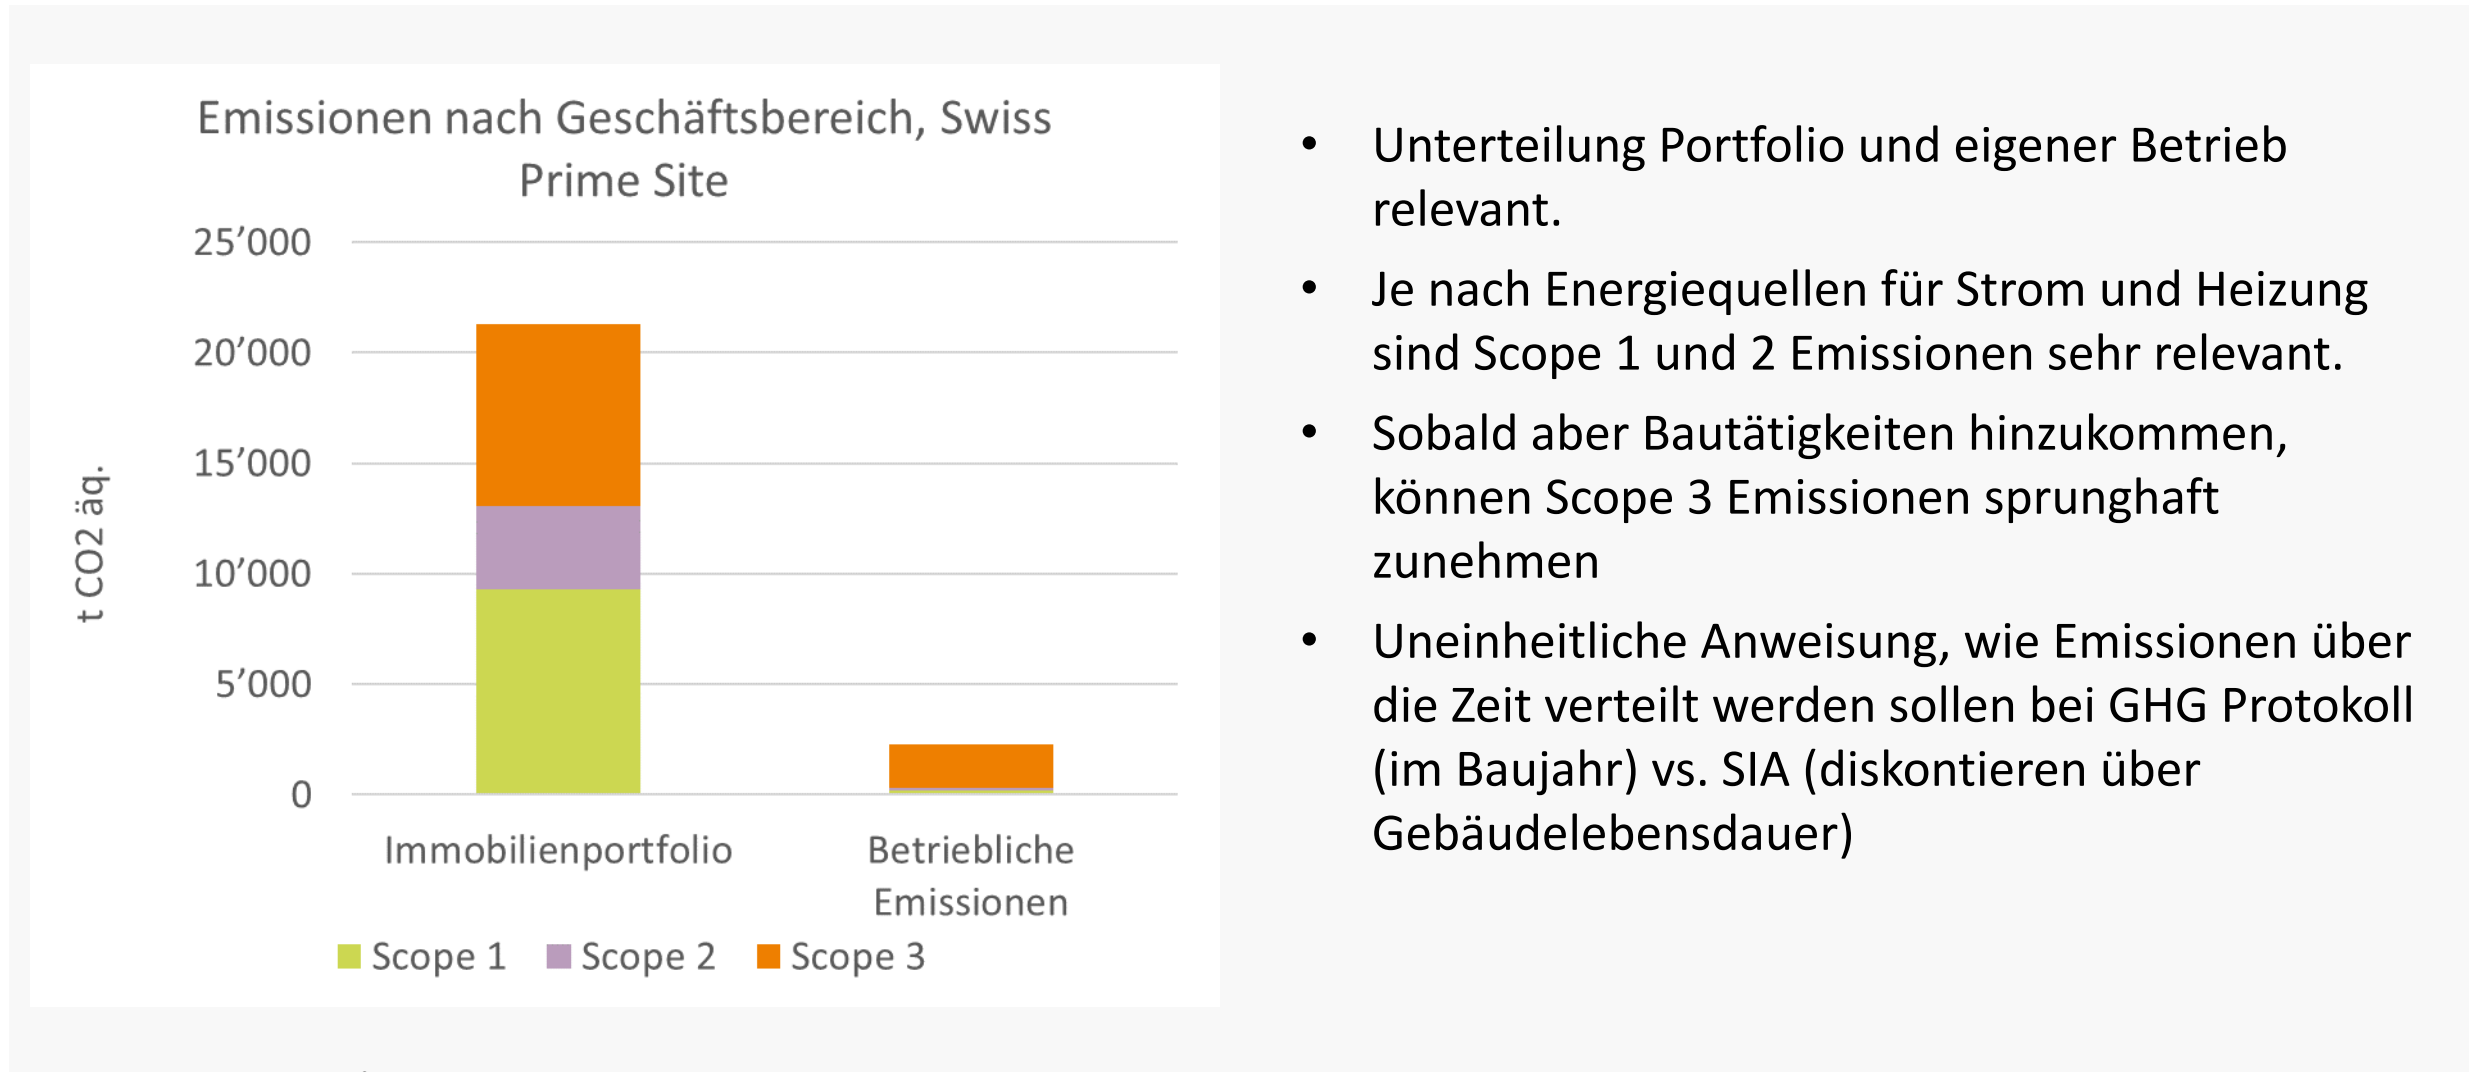 Emissionen nach Geschäftsbereich, Swiss
Prime Site
25’000
20’000
15’000
10’000
5’000
0
t CO2 äq.
Immobilienportfolio
Betriebliche
Emissionen
Scope 1
Scope 2
Scope 3
• Unterteilung Portfolio und eigener Betrieb
relevant.
• Je nach Energiequellen für Strom und Heizung
sind Scope 1 und 2 Emissionen sehr relevant.
• Sobald aber Bautätigkeiten hinzukommen,
können Scope 3 Emissionen sprunghaft
zunehmen
• Uneinheitliche Anweisung, wie Emissionen über
die Zeit verteilt werden sollen bei GHG Protokoll
(im Baujahr) vs. SIA (diskontieren über
Gebäudelebensdauer)